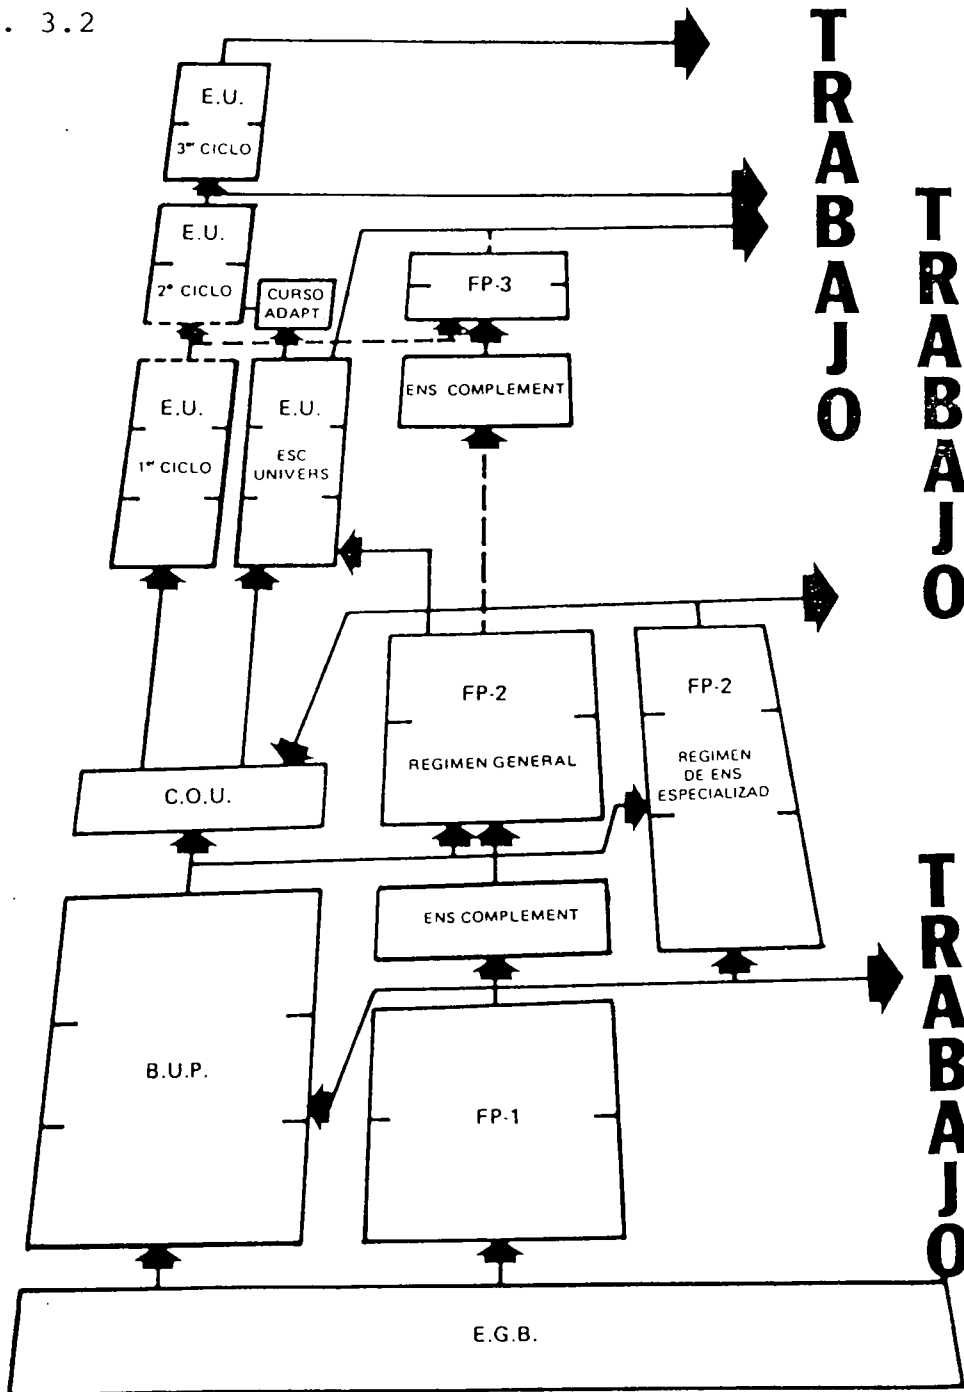 . 3.2
TRABAJO
E.U.
3er CICLO
TRABAJO
E.U.
2º CICLO
CURSO
ADAPT
FP-3
E.U.
1er CICLO
E.U.
ESC
UNIVERS
ENS COMPLEMENT
FP-2
REGIMEN GENERAL
FP-2
REGIMEN
DE ENS
ESPECIALIZAD
C.O.U.
TRABAJO
ENS COMPLEMENT
B.U.P.
FP-1
E.G.B.